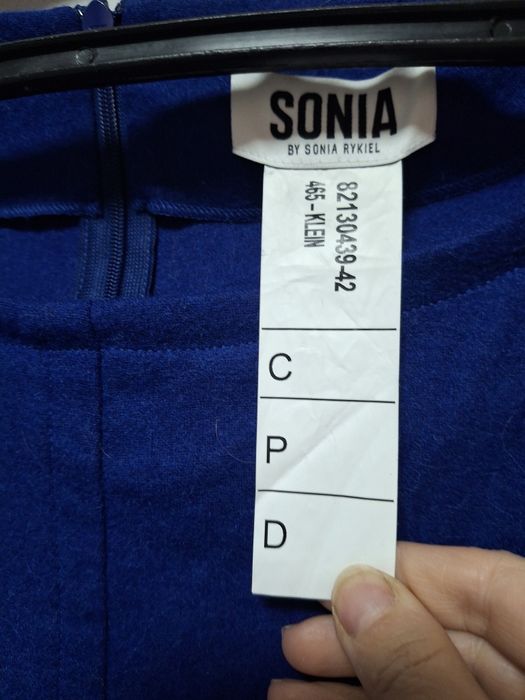 SONIA
BY SONIA RYKIEL
82130439-42
465-KLEIN
C
P
D